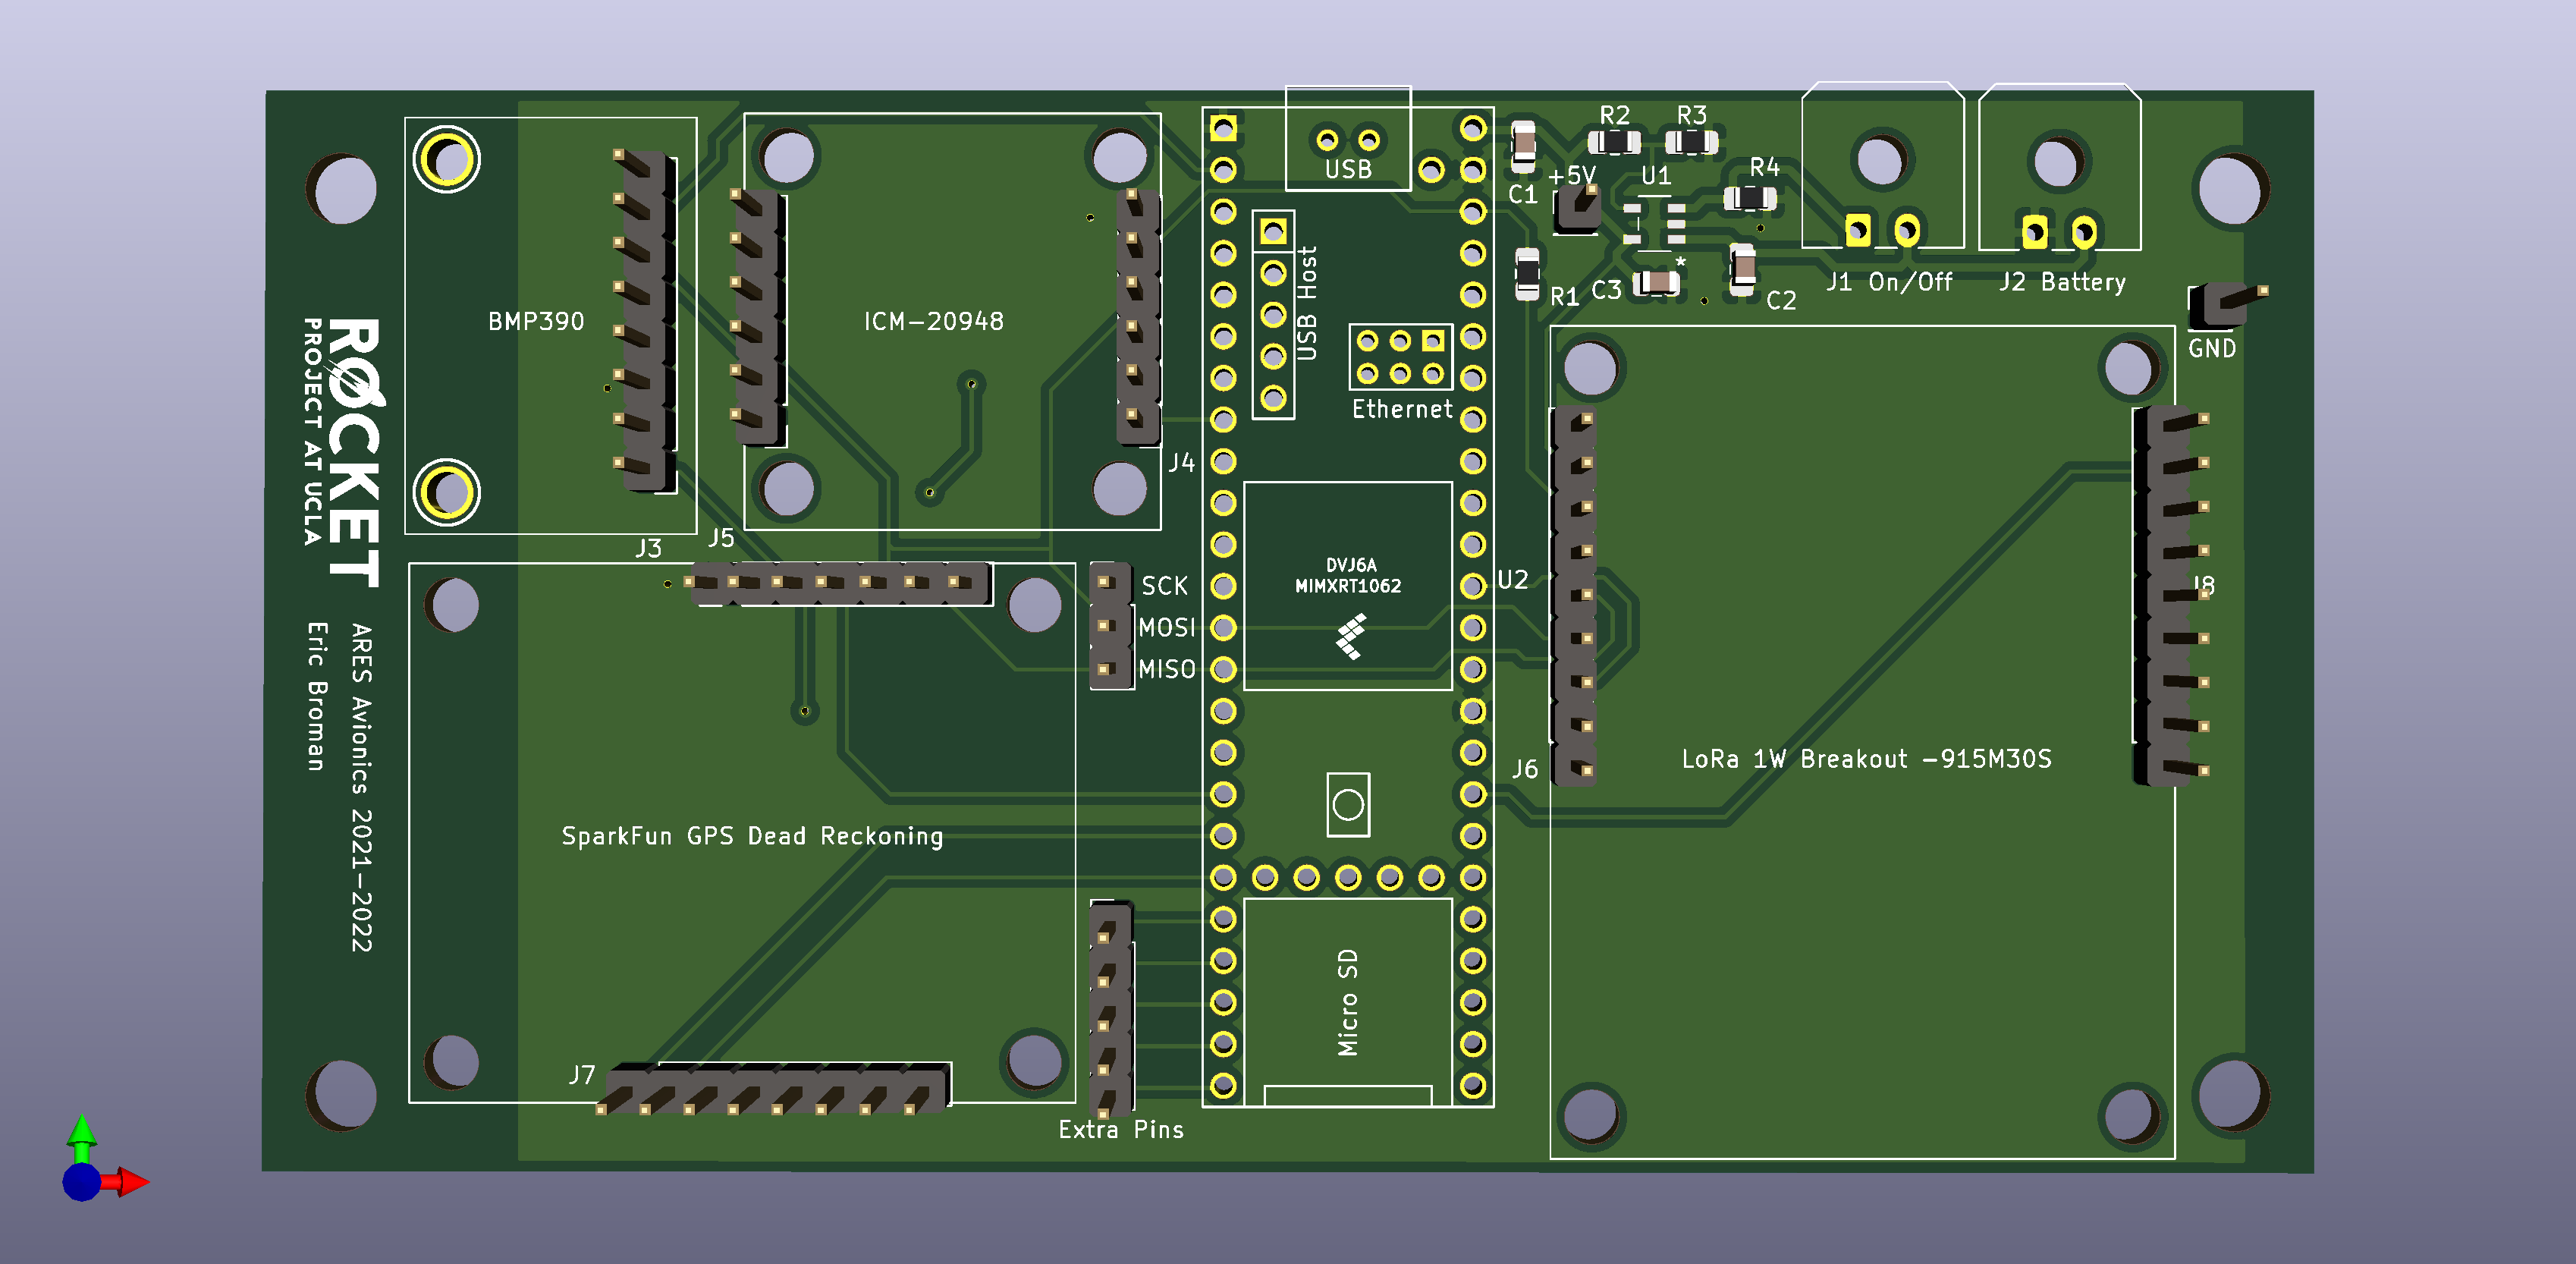 R2
R3
USB
+5V
U1
R4
C1
USB Host
*
J1 On/Off
J2 Battery
C3
R1
C2
BMP390
ICM-20948
GND
Ethernet
RØCKET
PROJECT AT UCLA
J4
J5
J3
DVJ6A
MIMXRT1062
SCK
U2
J8
MOSI
MISO
ARES Avionics 2021-2022
Eric Broman
LoRa 1W Breakout -915M30S
J6
SparkFun GPS Dead Reckoning
Micro SD
J7
Extra Pins